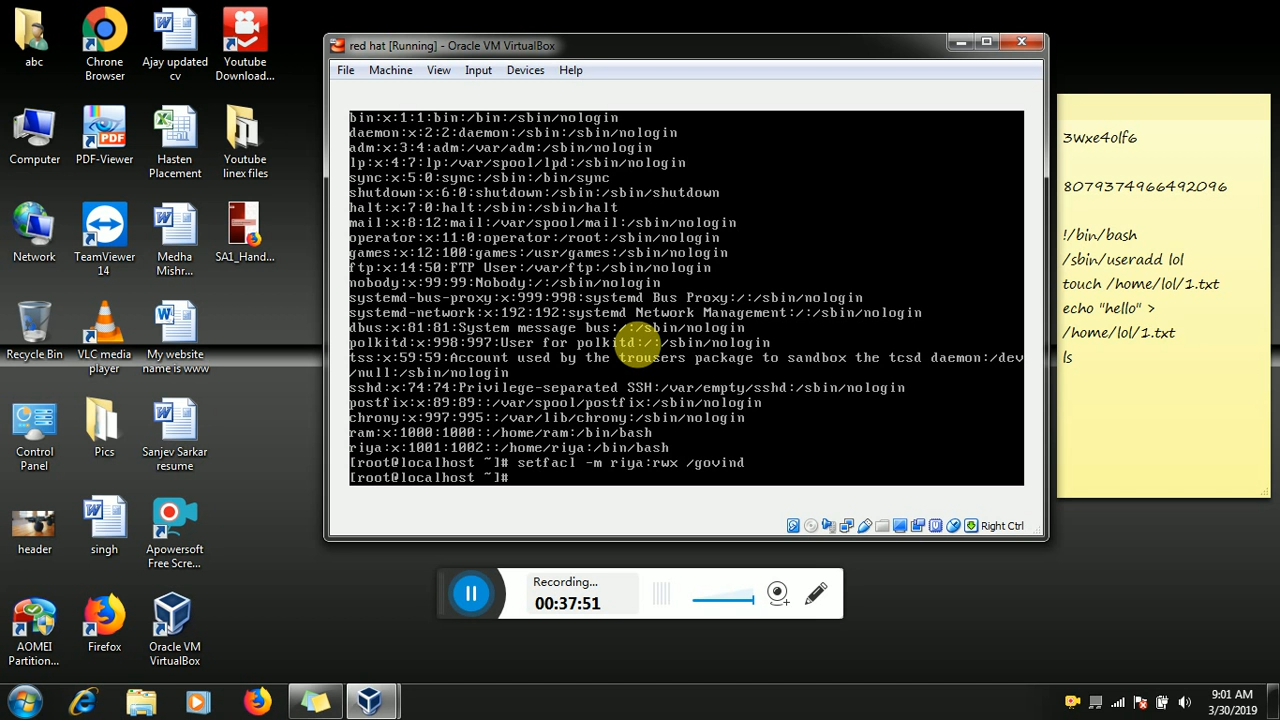 abc
Chrome Browser
Ajay updated cv
Youtube Download...
Computer
PDF-Viewer
Hasten Placement
Youtube linex files
Network
TeamViewer 14
Medha Mishr...
SA1_Hand...
Recycle Bin
VLC media player
My website name is www
Control Panel
Pics
Sanjev Sarkar resume
header
singh
Apowersoft Free Scre...
AOMEI Partition...
Firefox
Oracle VM VirtualBox
red hat [Running] - Oracle VM VirtualBox
File Machine View Input Devices Help
bin:x:1:1:bin:/bin:/sbin/nologin
daemon:x:2:2:daemon:/sbin:/sbin/nologin
adm:x:3:4:adm:/var/adm:/sbin/nologin
lp:x:4:7:lp:/var/spool/lpd:/sbin/nologin
sync:x:5:0:sync:/sbin:/bin/sync
shutdown:x:6:0:shutdown:/sbin:/sbin/shutdown
halt:x:7:0:halt:/sbin:/sbin/halt
mail:x:8:12:mail:/var/spool/mail:/sbin/nologin
operator:x:11:0:operator:/root:/sbin/nologin
games:x:12:100:games:/usr/games:/sbin/nologin
ftp:x:14:50:FTP User:/var/ftp:/sbin/nologin
nobody:x:99:99:Nobody:/:/sbin/nologin
systemd-bus-proxy:x:999:998:systemd Bus Proxy:/:/sbin/nologin
systemd-network:x:192:192:systemd Network Management:/:/sbin/nologin
dbus:x:81:81:System message bus:/:/sbin/nologin
polkitd:x:998:997:User for polkitd:/:/sbin/nologin
tss:x:59:59:Account used by the trousers package to sandbox the tcsd daemon:/dev
/null:/sbin/nologin
sshd:x:74:74:Privilege-separated SSH:/var/empty/sshd:/sbin/nologin
postfix:x:89:89::/var/spool/postfix:/sbin/nologin
chrony:x:997:995::/var/lib/chrony:/sbin/nologin
ram:x:1000:1000::/home/ram:/bin/bash
riya:x:1001:1002::/home/riya:/bin/bash
[root@localhost ~]# setfacl -m riya:rwx /govind
[root@localhost ~]#
Right Ctrl
Recording...
00:37:51
3Wxe4olf6
8079374966492096
!/bin/bash
/sbin/useradd lol
touch /home/lol/1.txt
echo "hello" >
/home/lol/1.txt
ls
9:01 AM
3/30/2019